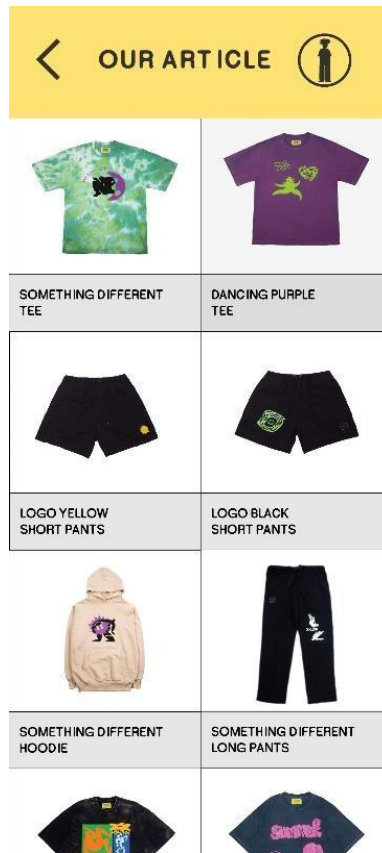 OUR ARTICLE
SOMETHING DIFFERENT
TEE
DANCING PURPLE
TEE
LOGO YELLOW
SHORT PANTS
LOGO BLACK
SHORT PANTS
SOMETHING DIFFERENT
HOODIE
SOMETHING DIFFERENT
LONG PANTS